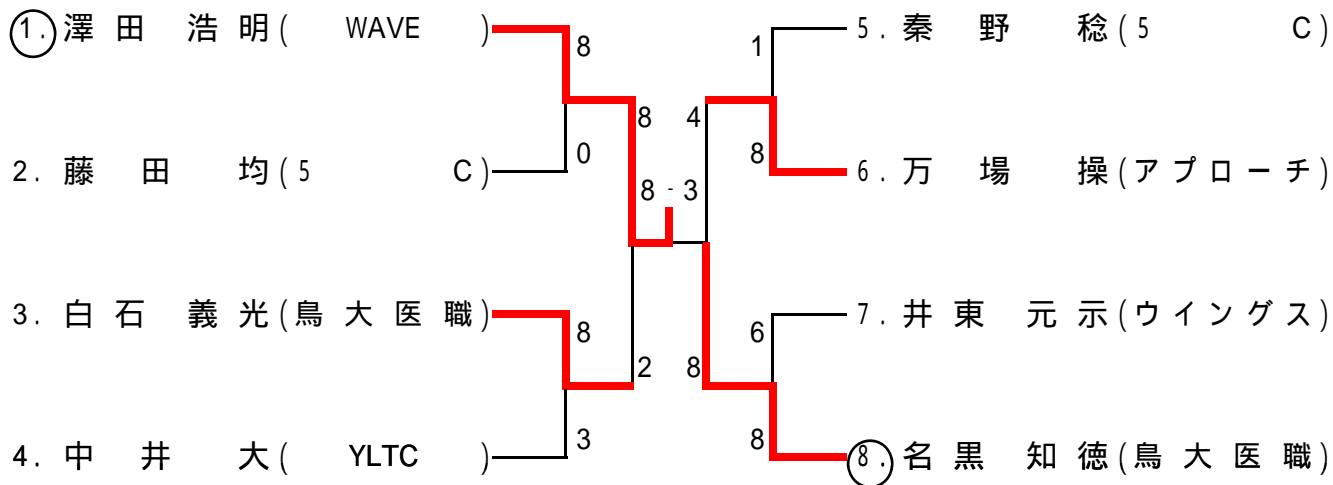 1. 澤田 浩明 ( WAVE )
8
8
0
2. 藤田 均 ( 5 C )
8 - 3
3. 白石 義光 (鳥大医職)
8
2
3
4. 中井 大 ( YLTC )
5. 秦野 稔 ( 5 C )
1
4
8
6. 万場 操 (アプローチ)
7. 井東 元示 (ウイングス)
6
8
8
8. 名黒 知徳 (鳥大医職)